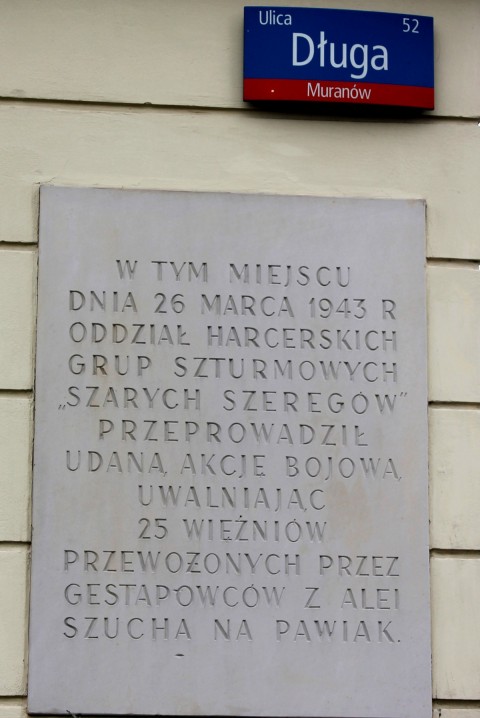 Ulica 52
Długa
Muranów
W TYM MIEJSCU
DNIA 26 MARCA 1943 R
ODDZIAŁ HARCERSKICH
GRUP SZTURMOWYCH
„SZARYCH SZEREGÓW”
PRZEPROWADZIŁ
UDANĄ AKCJĘ BOJOWĄ
UWALNIAJĄC
25 WIĘŹNIÓW
PRZEWOŻONYCH PRZEZ
GESTAPOWCÓW Z ALEI
SZUCHA NA PAWIAK.